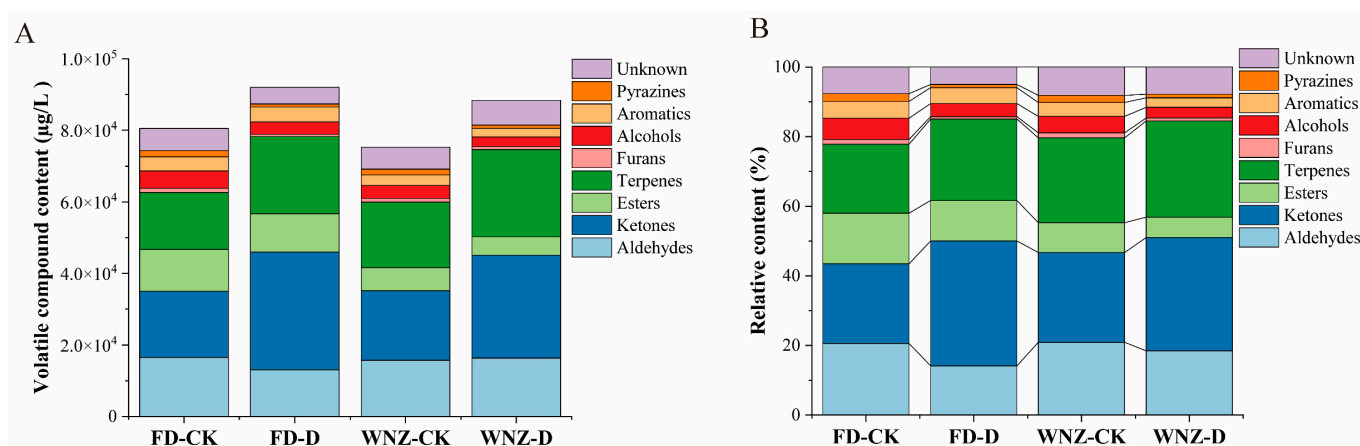 A
Volatile compound content (μg/L)
1.0×10⁵
8.0×10⁴
6.0×10⁴
4.0×10⁴
2.0×10⁴
0
FD-CK
FD-D
WNZ-CK
WNZ-D
Unknown
Pyrazines
Aromatics
Alcohols
Furans
Terpenes
Esters
Ketones
Aldehydes
B
Relative content (%)
100
80
60
40
20
0
FD-CK
FD-D
WNZ-CK
WNZ-D
Unknown
Pyrazines
Aromatics
Alcohols
Furans
Terpenes
Esters
Ketones
Aldehydes